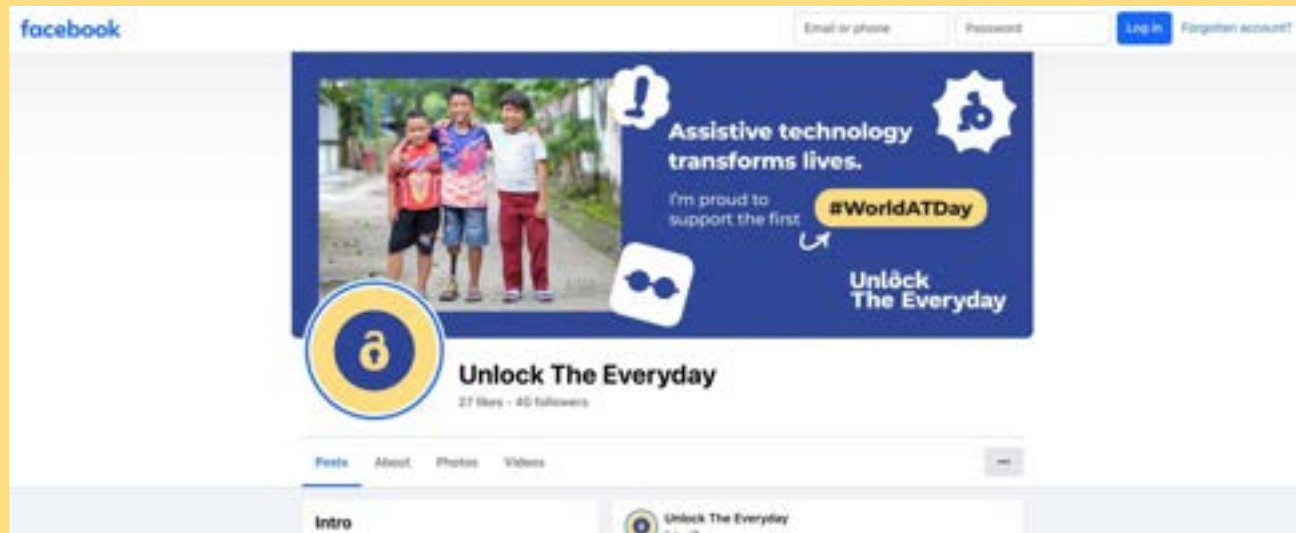 facebook
Email or phone
Password
Log in
Forgotten account?
Assistive technology
transforms lives.
I'm proud to
support the first
#WorldATDay
Unlôck
The Everyday
Unlock The Everyday
27 likes • 40 followers
Posts
About
Photos
Videos
Intro
Unlock The Everyday